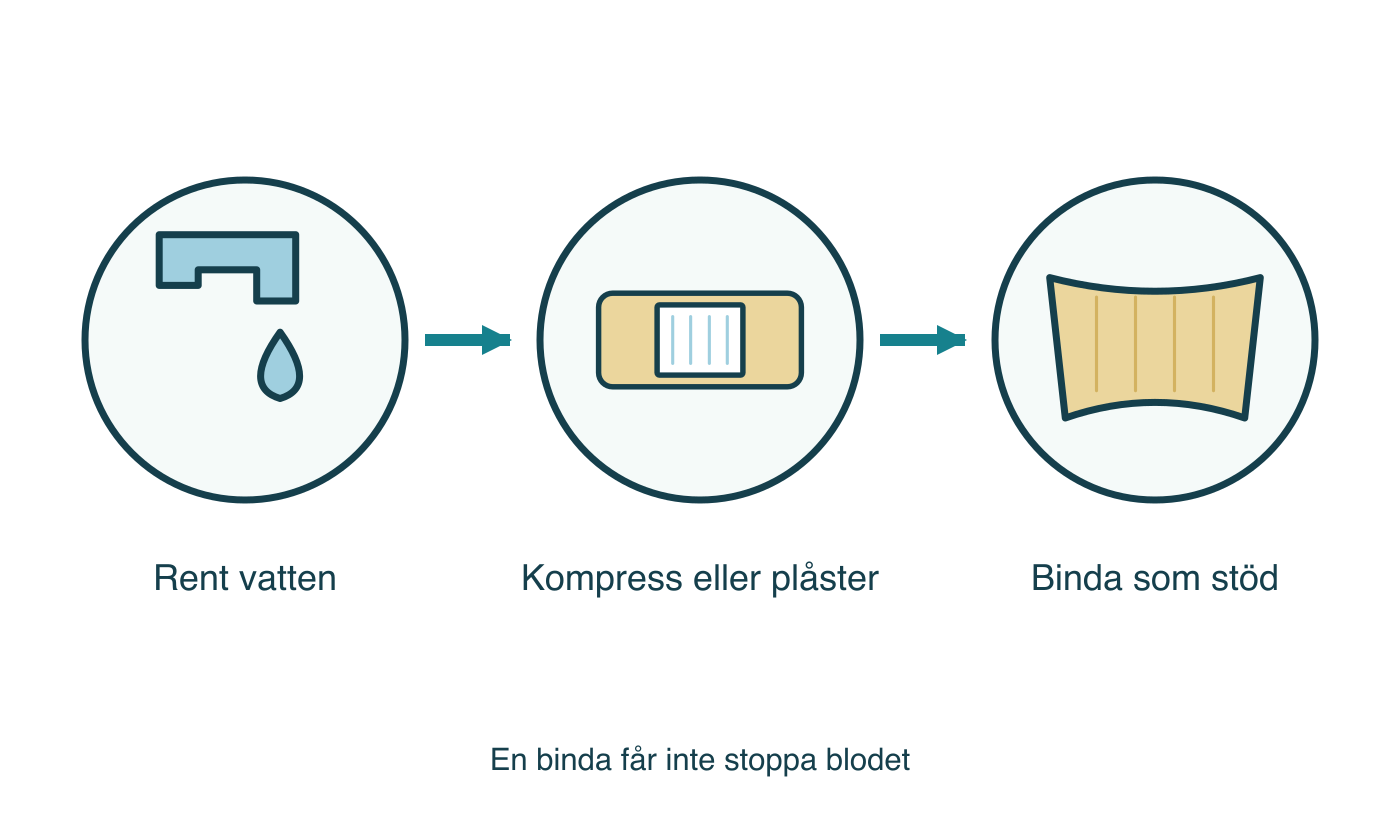 Rent vatten
Kompress eller plåster
Binda som stöd
En binda får inte stoppa blodet